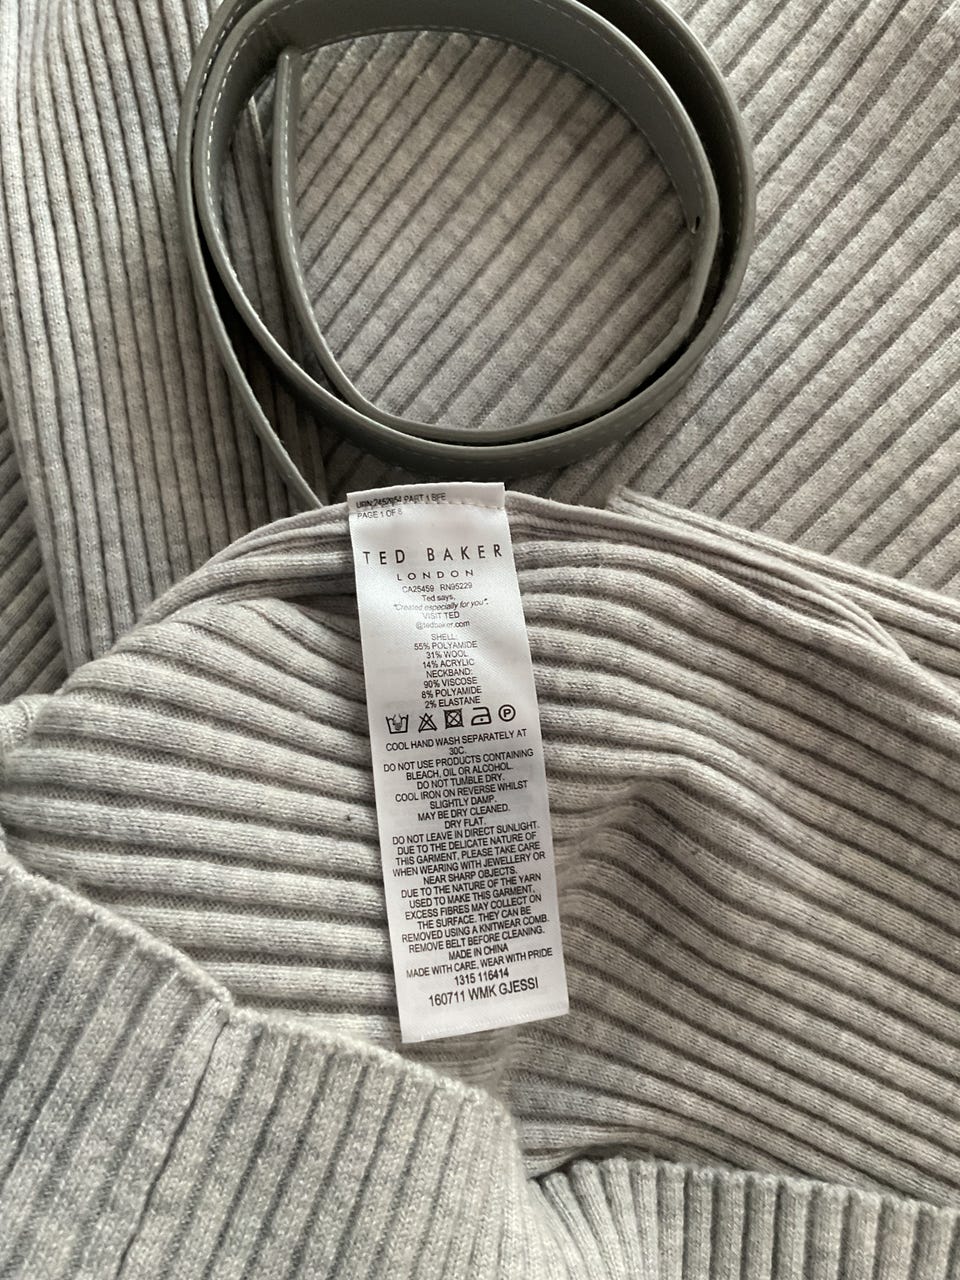 URN:2452954 PART 1 BFE
PAGE 1 OF 6
TED BAKER
LONDON
CA25459 RN95229
Ted says,
"Created especially for you".
VISIT TED
@tedbaker.com
SHELL:
55% POLYAMIDE
31% WOOL
14% ACRYLIC
NECKBAND:
90% VISCOSE
8% POLYAMIDE
2% ELASTANE
P
COOL HAND WASH SEPARATELY AT
30C.
DO NOT USE PRODUCTS CONTAINING
BLEACH, OIL OR ALCOHOL.
DO NOT TUMBLE DRY.
COOL IRON ON REVERSE WHILST
SLIGHTLY DAMP.
MAY BE DRY CLEANED.
DRY FLAT.
DO NOT LEAVE IN DIRECT SUNLIGHT.
DUE TO THE DELICATE NATURE OF
THIS GARMENT, PLEASE TAKE CARE
WHEN WEARING WITH JEWELLERY OR
NEAR SHARP OBJECTS.
DUE TO THE NATURE OF THE YARN
USED TO MAKE THIS GARMENT,
EXCESS FIBRES MAY COLLECT ON
THE SURFACE. THEY CAN BE
REMOVED USING A KNITWEAR COMB.
REMOVE BELT BEFORE CLEANING.
MADE IN CHINA
MADE WITH CARE, WEAR WITH PRIDE
1315 116414
160711 WMK GJESSI